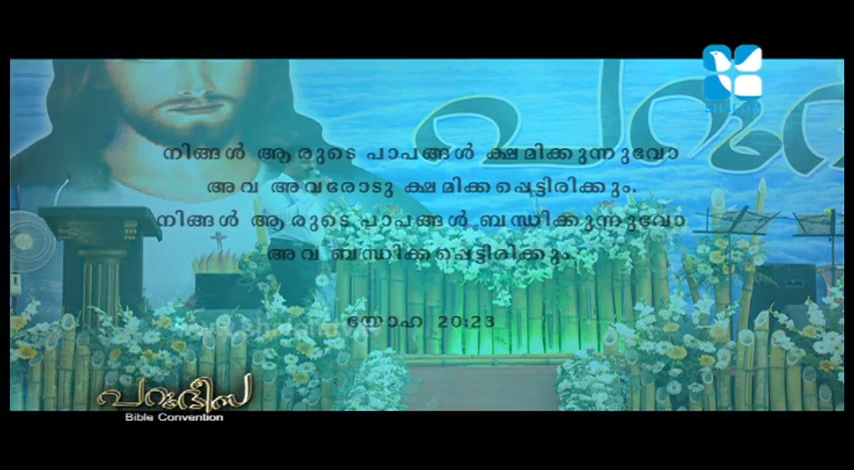 നിങ്ങൾ ആരുടെ പാപങ്ങൾ ക്ഷമിക്കുന്നുവോ
അവ അവരോടു ക്ഷമിക്കപ്പെട്ടിരിക്കും.
നിങ്ങൾ ആരുടെ പാപങ്ങൾ ബന്ധിക്കുന്നുവോ
അവ ബന്ധിക്കപ്പെട്ടിരിക്കും.
യോഹ 20:23
പറുദീസ
Bible Convention